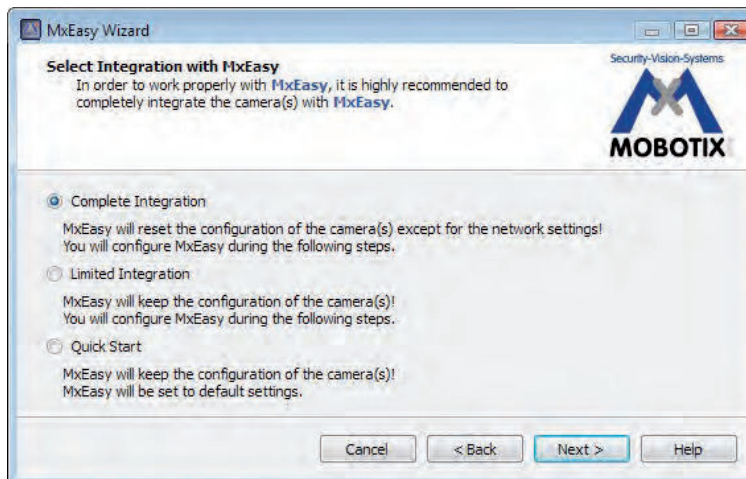 MxEasy Wizard
Select Integration with MxEasy
In order to work properly with MxEasy, it is highly recommended to
completely integrate the camera(s) with MxEasy.
Security-Vision-Systems
MOBOTIX
Complete Integration
MxEasy will reset the configuration of the camera(s) except for the network settings!
You will configure MxEasy during the following steps.
Limited Integration
MxEasy will keep the configuration of the camera(s)!
You will configure MxEasy during the following steps.
Quick Start
MxEasy will keep the configuration of the camera(s)!
MxEasy will be set to default settings.
Cancel
< Back
Next >
Help